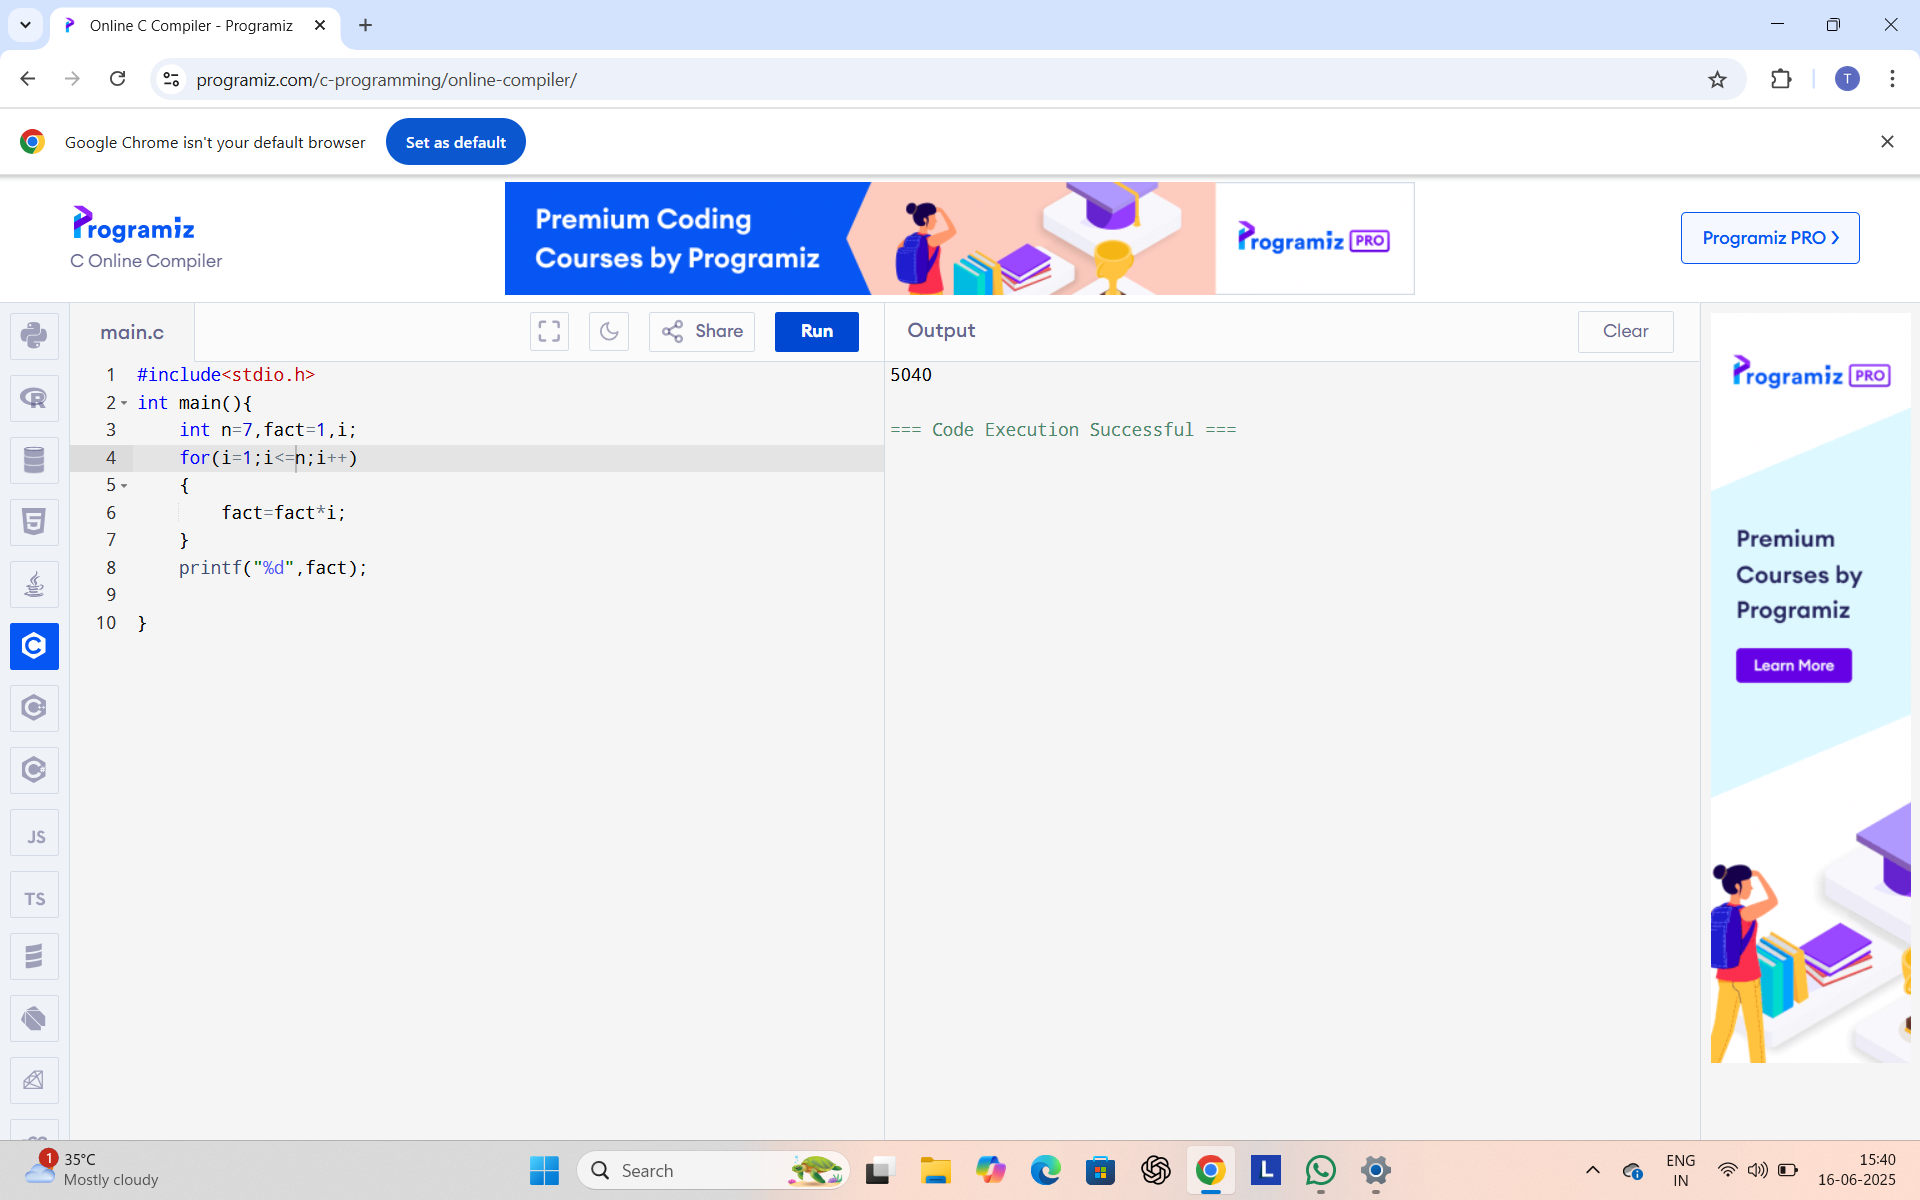 Online C Compiler - Programiz
programiz.com/c-programming/online-compiler/
T
Google Chrome isn't your default browser
Set as default
Programiz
C Online Compiler
Premium Coding
Courses by Programiz
Programiz PRO
Programiz PRO
main.c
Share
Run
Output
Clear
1 #include<stdio.h>
2 int main(){
3 int n=7,fact=1,i;
4 for(i=1;i<=n;i++)
5 {
6 fact=fact*i;
7 }
8 printf("%d",fact);
9
10 }
5040
=== Code Execution Successful ===
JS
TS
Programiz PRO
Premium
Courses by
Programiz
Learn More
1
35°C
Mostly cloudy
Search
L
ENG
IN
15:40
16-06-2025